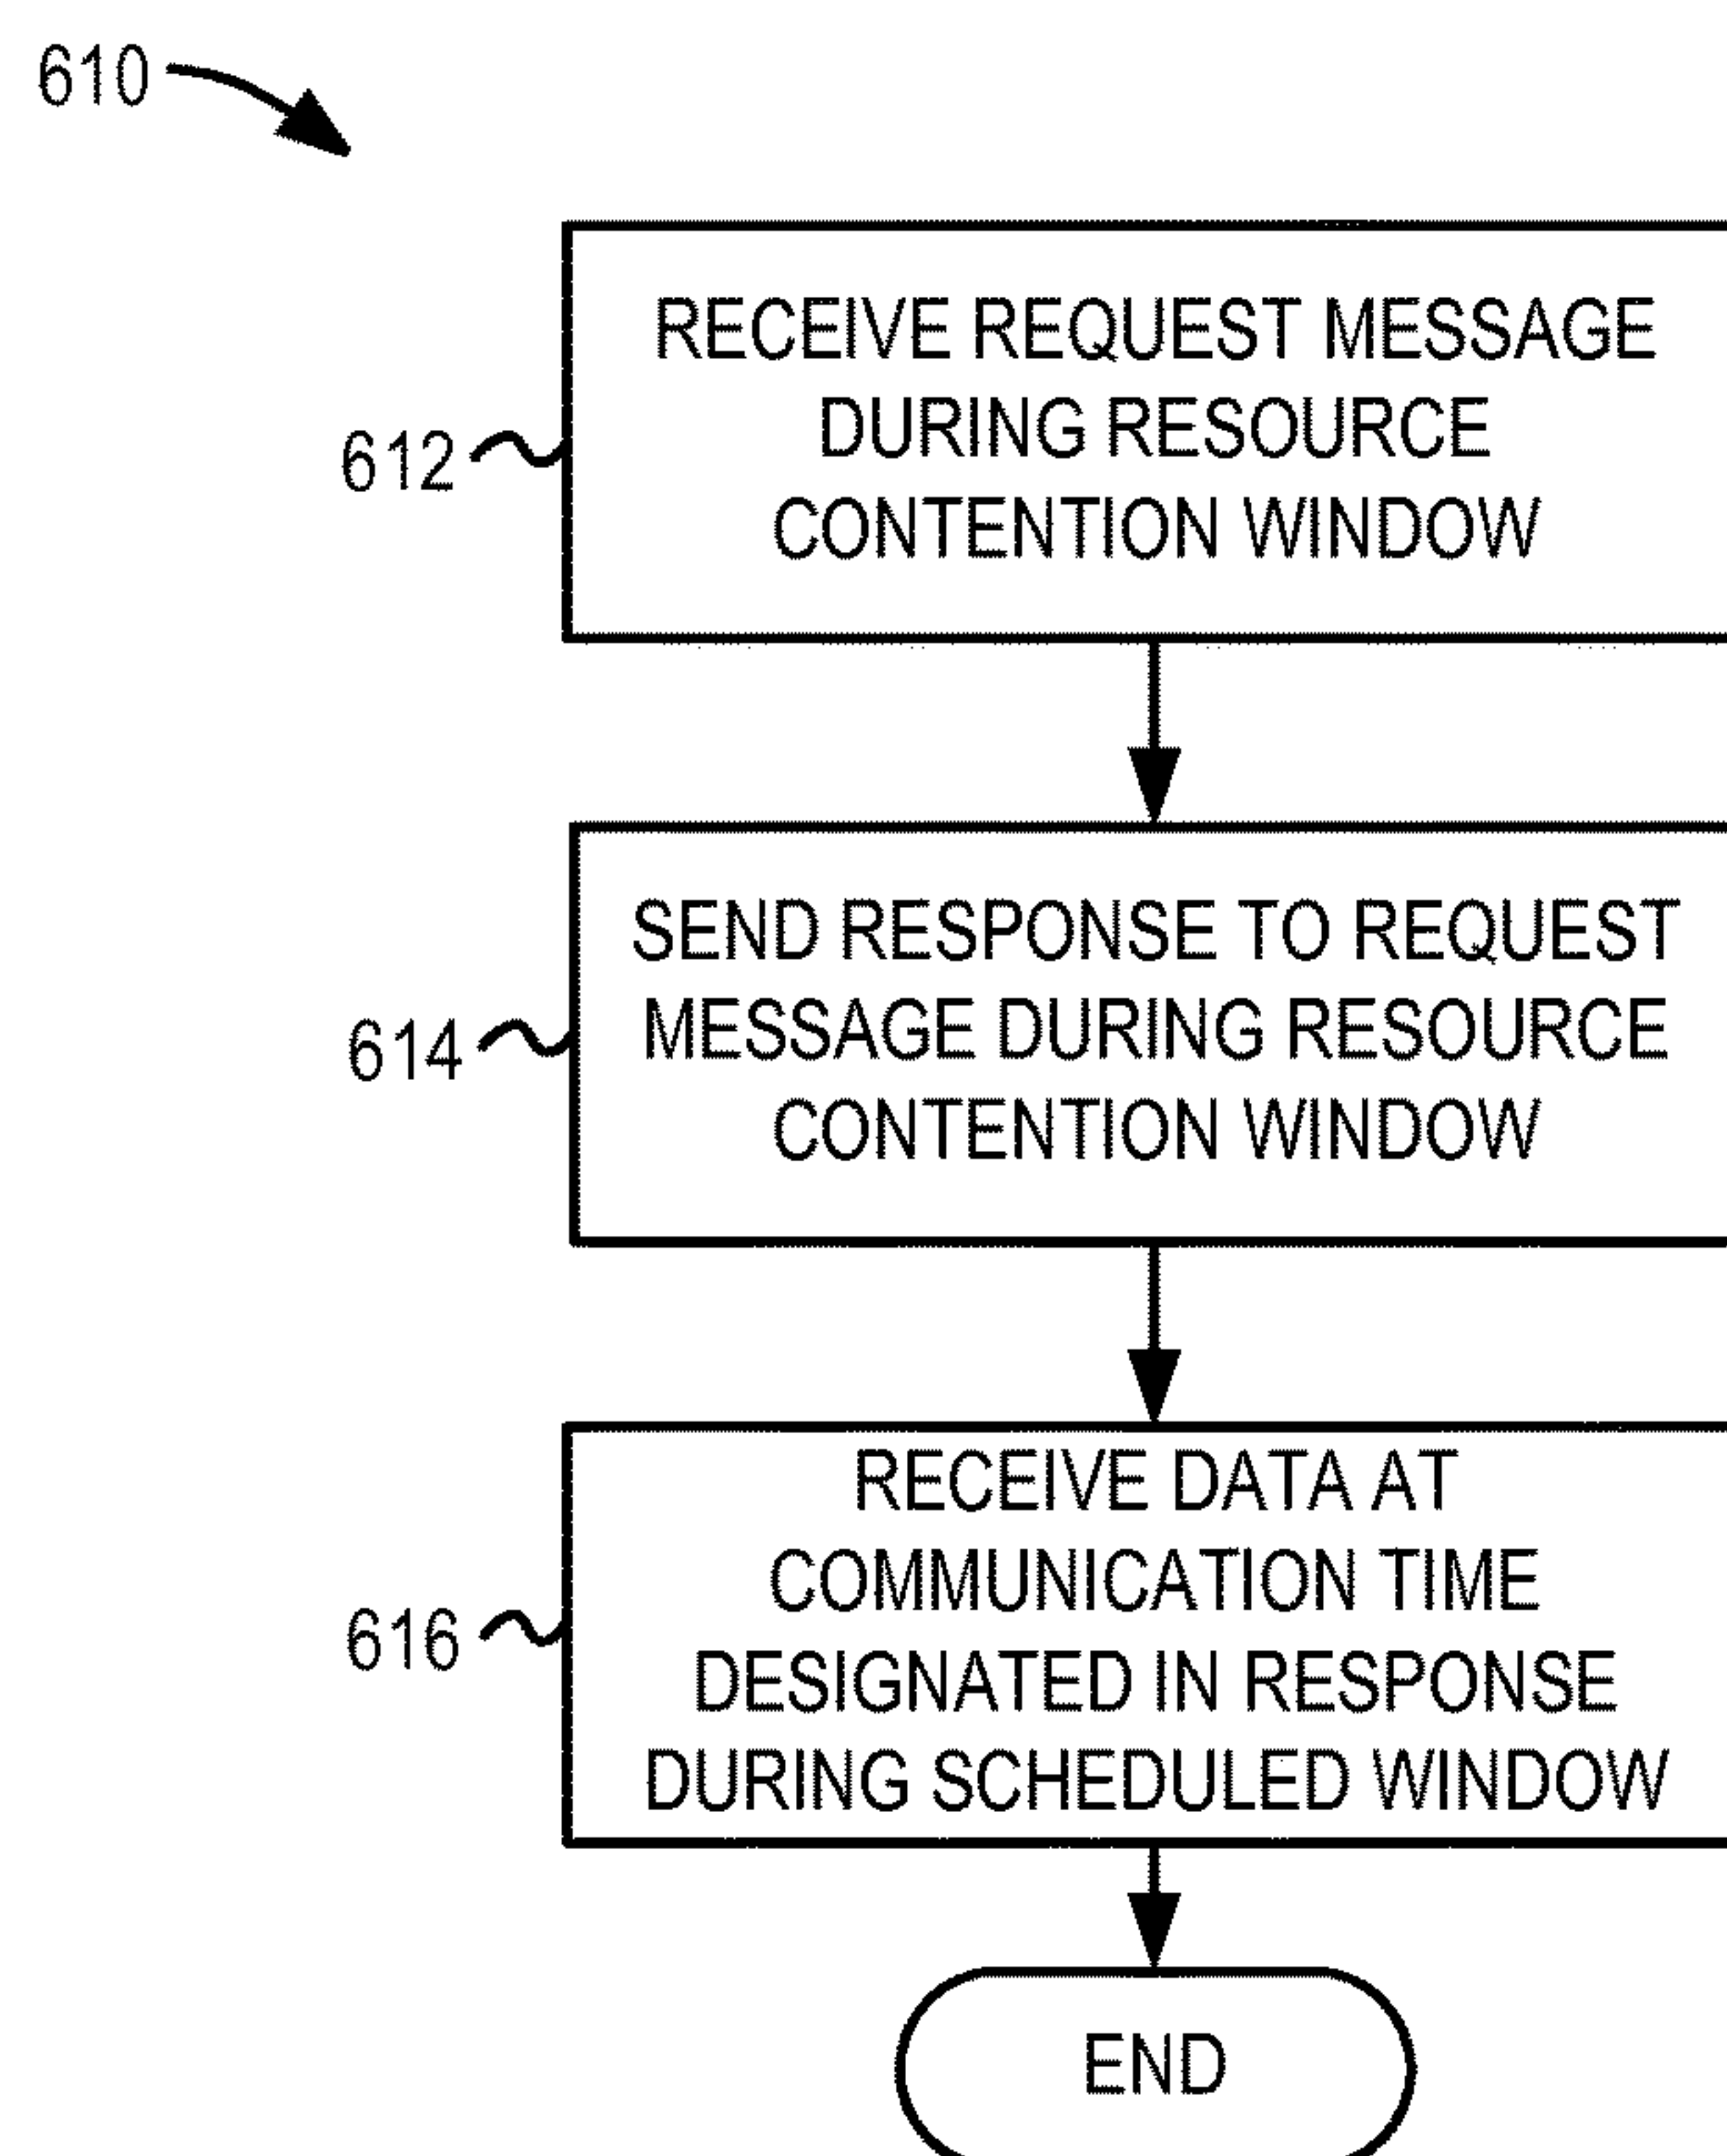 610
RECEIVE REQUEST MESSAGE
DURING RESOURCE
CONTENTION WINDOW
612
SEND RESPONSE TO REQUEST
MESSAGE DURING RESOURCE
CONTENTION WINDOW
614
RECEIVE DATA AT
COMMUNICATION TIME
DESIGNATED IN RESPONSE
DURING SCHEDULED WINDOW
616
END